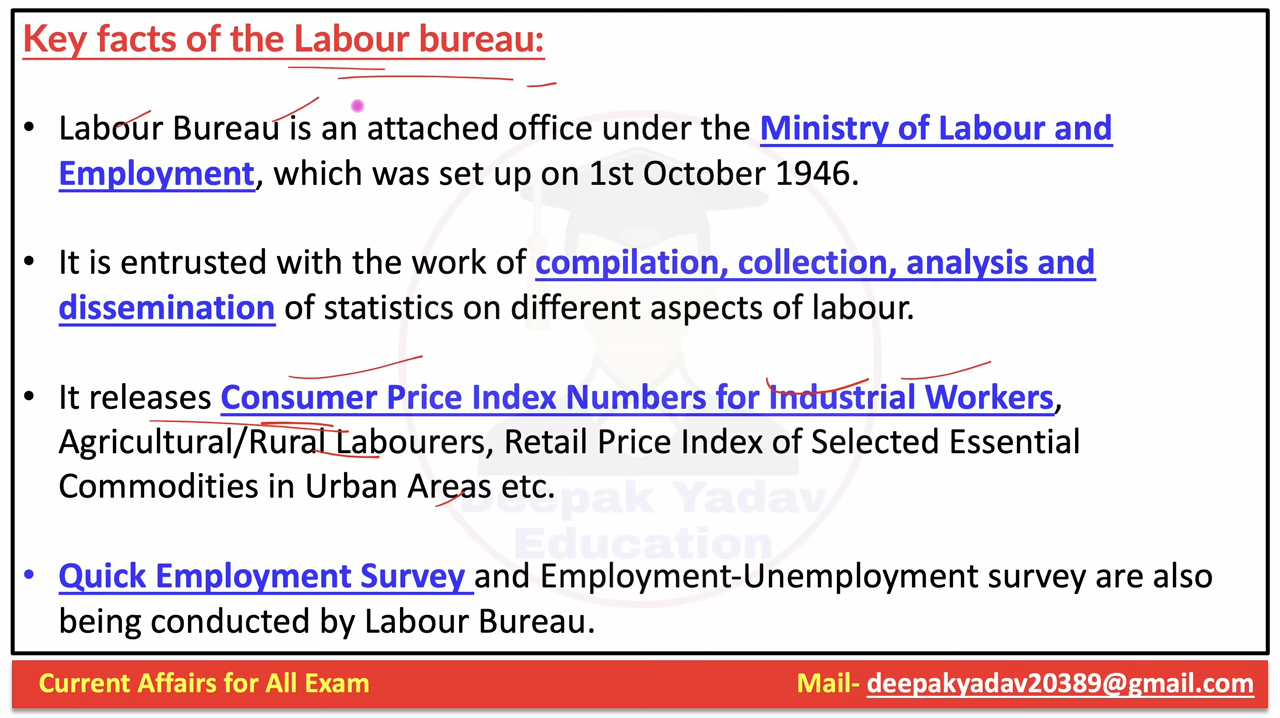 Key facts of the Labour bureau:
• Labour Bureau is an attached office under the Ministry of Labour and
Employment, which was set up on 1st October 1946.
• It is entrusted with the work of compilation, collection, analysis and
dissemination of statistics on different aspects of labour.
• It releases Consumer Price Index Numbers for Industrial Workers,
Agricultural/Rural Labourers, Retail Price Index of Selected Essential
Commodities in Urban Areas etc.
Deepak Yadav
Education
• Quick Employment Survey and Employment-Unemployment survey are also
being conducted by Labour Bureau.
Current Affairs for All Exam
Mail- deepakyadav20389@gmail.com